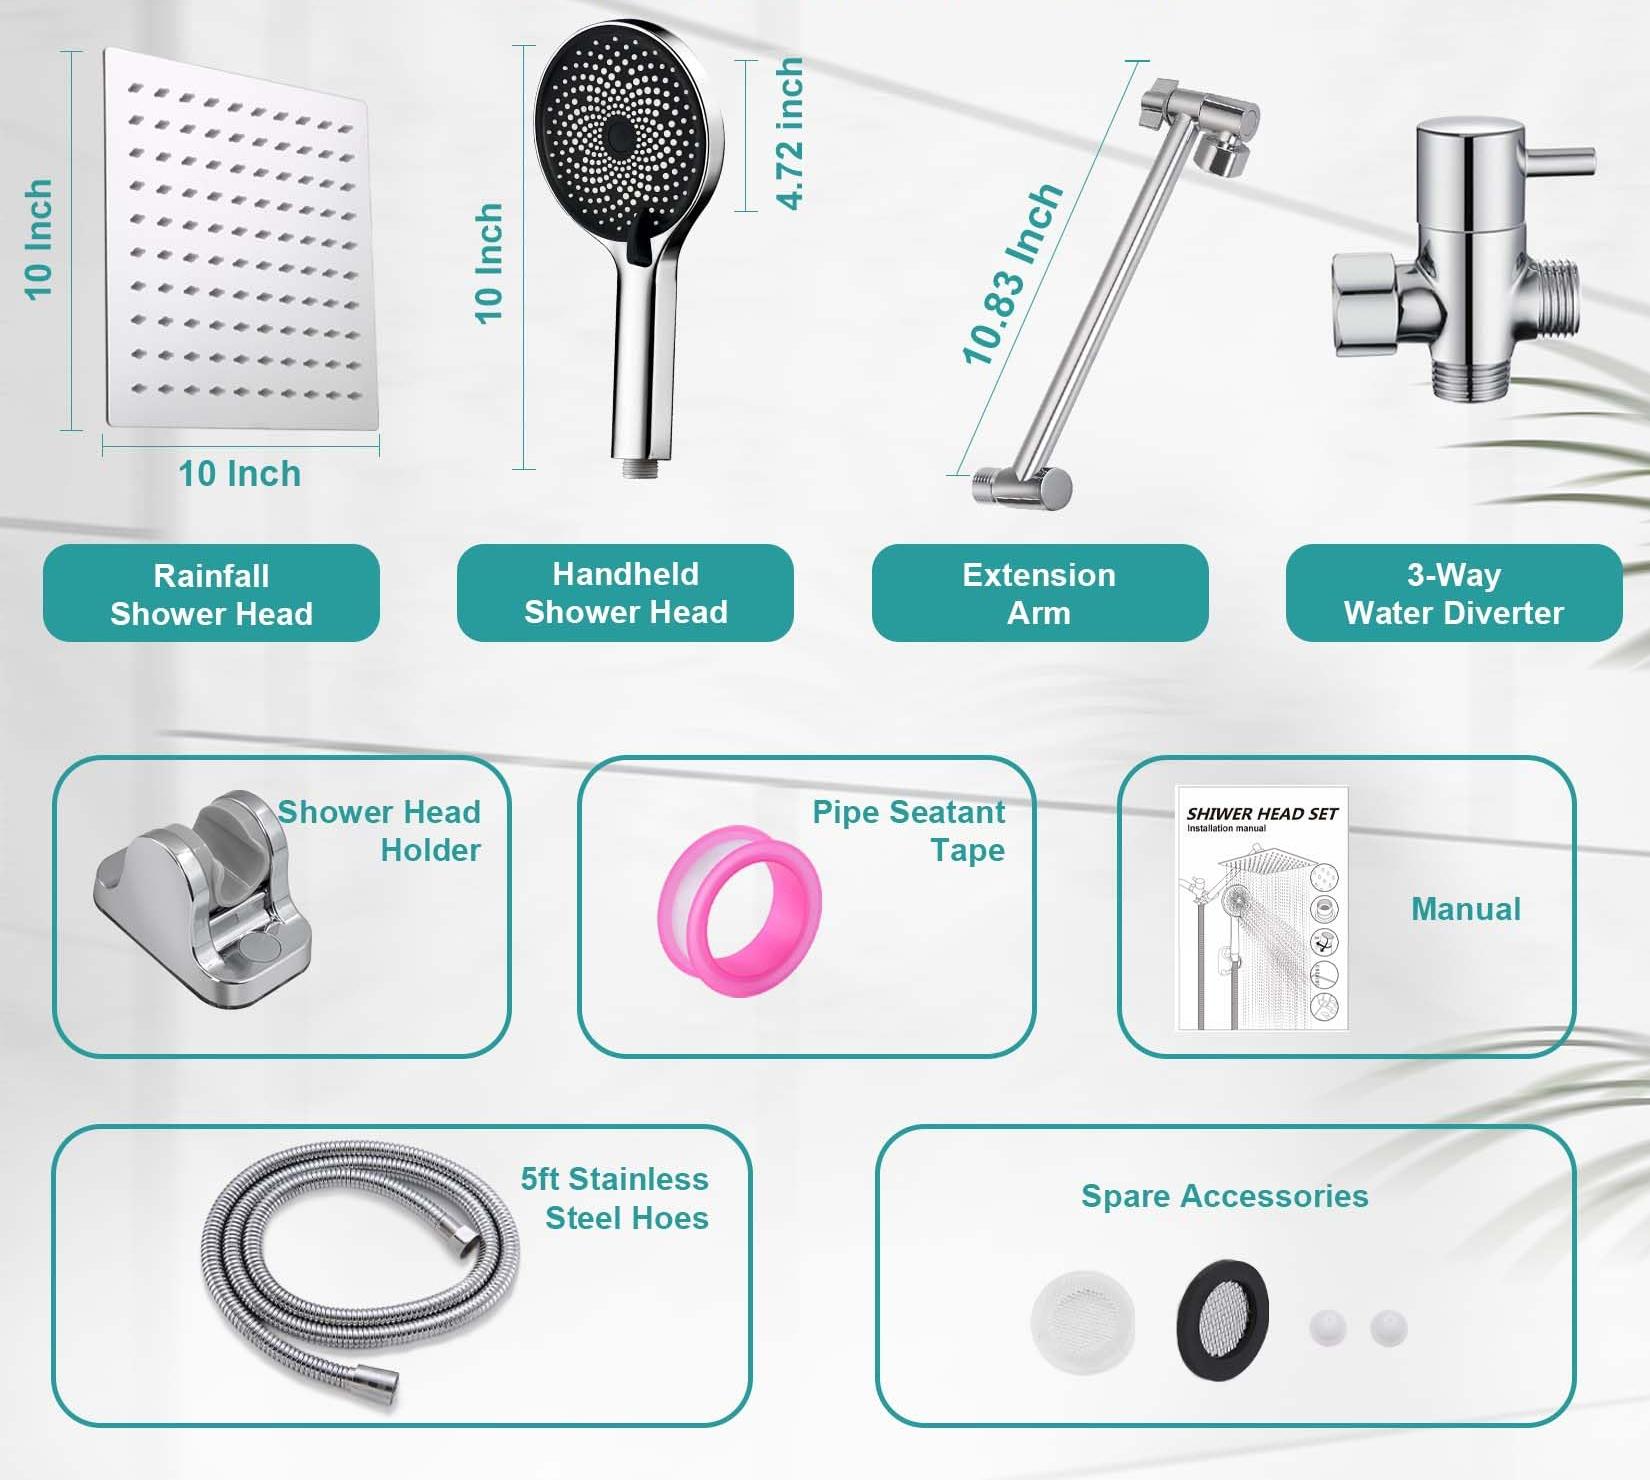 10 Inch
10 Inch
10 Inch
4.72 inch
10.83 Inch
Rainfall
Shower Head
Handheld
Shower Head
Extension
Arm
3-Way
Water Diverter
Shower Head
Holder
Pipe Seatant
Tape
SHIWER HEAD SET
Installation manual
Manual
5ft Stainless
Steel Hoes
Spare Accessories